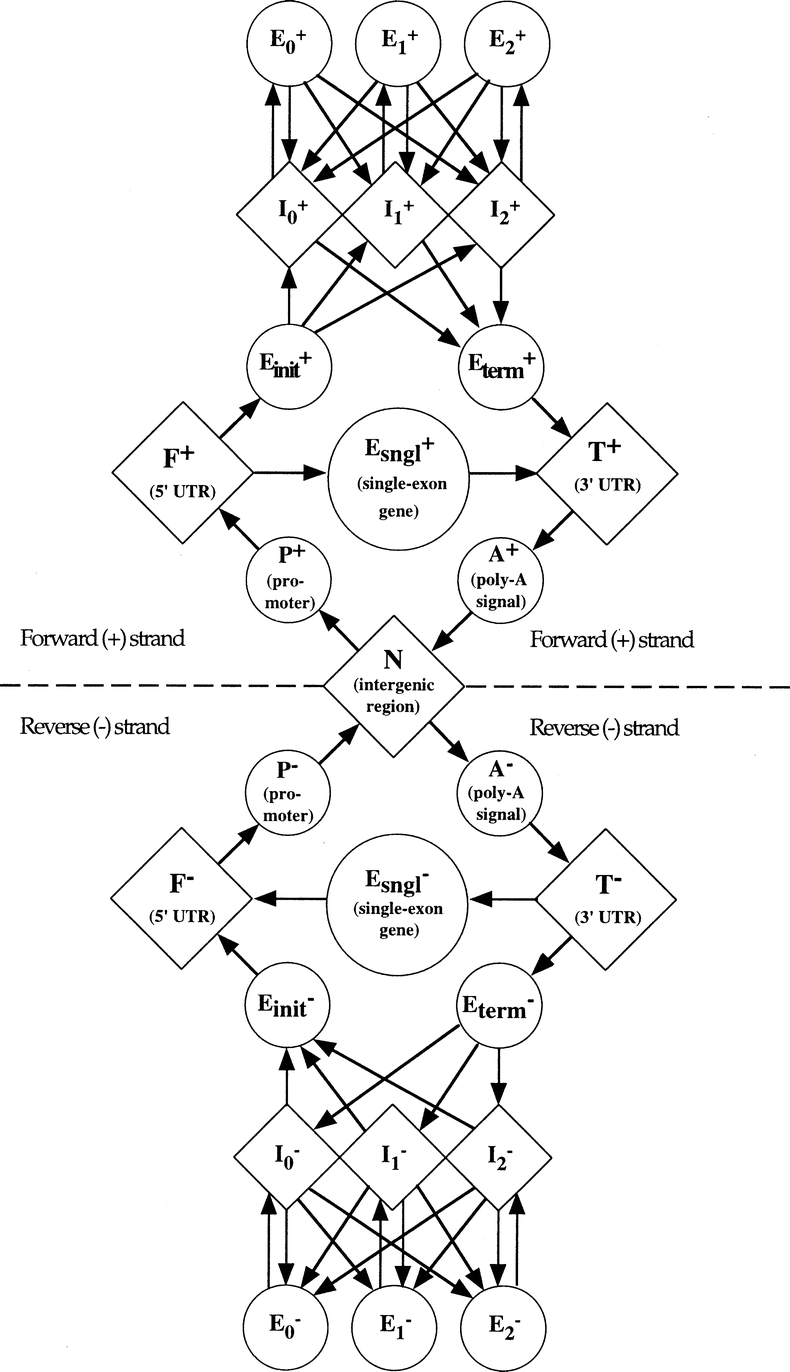 E0+ E1+ E2+
I0+ I1+ I2+
Einit+ Eterm+
F+
(5' UTR)
Esngl+
(single-exon
gene)
T+
(3' UTR)
P+
(pro-
moter)
A+
(poly-A
signal)
Forward (+) strand
Forward (+) strand
N
(intergenic
region)
Reverse (-) strand
Reverse (-) strand
P-
(pro-
moter)
A-
(poly-A
signal)
F-
(5' UTR)
Esngl-
(single-exon
gene)
T-
(3' UTR)
Einit- Eterm-
I0- I1- I2-
E0- E1- E2-